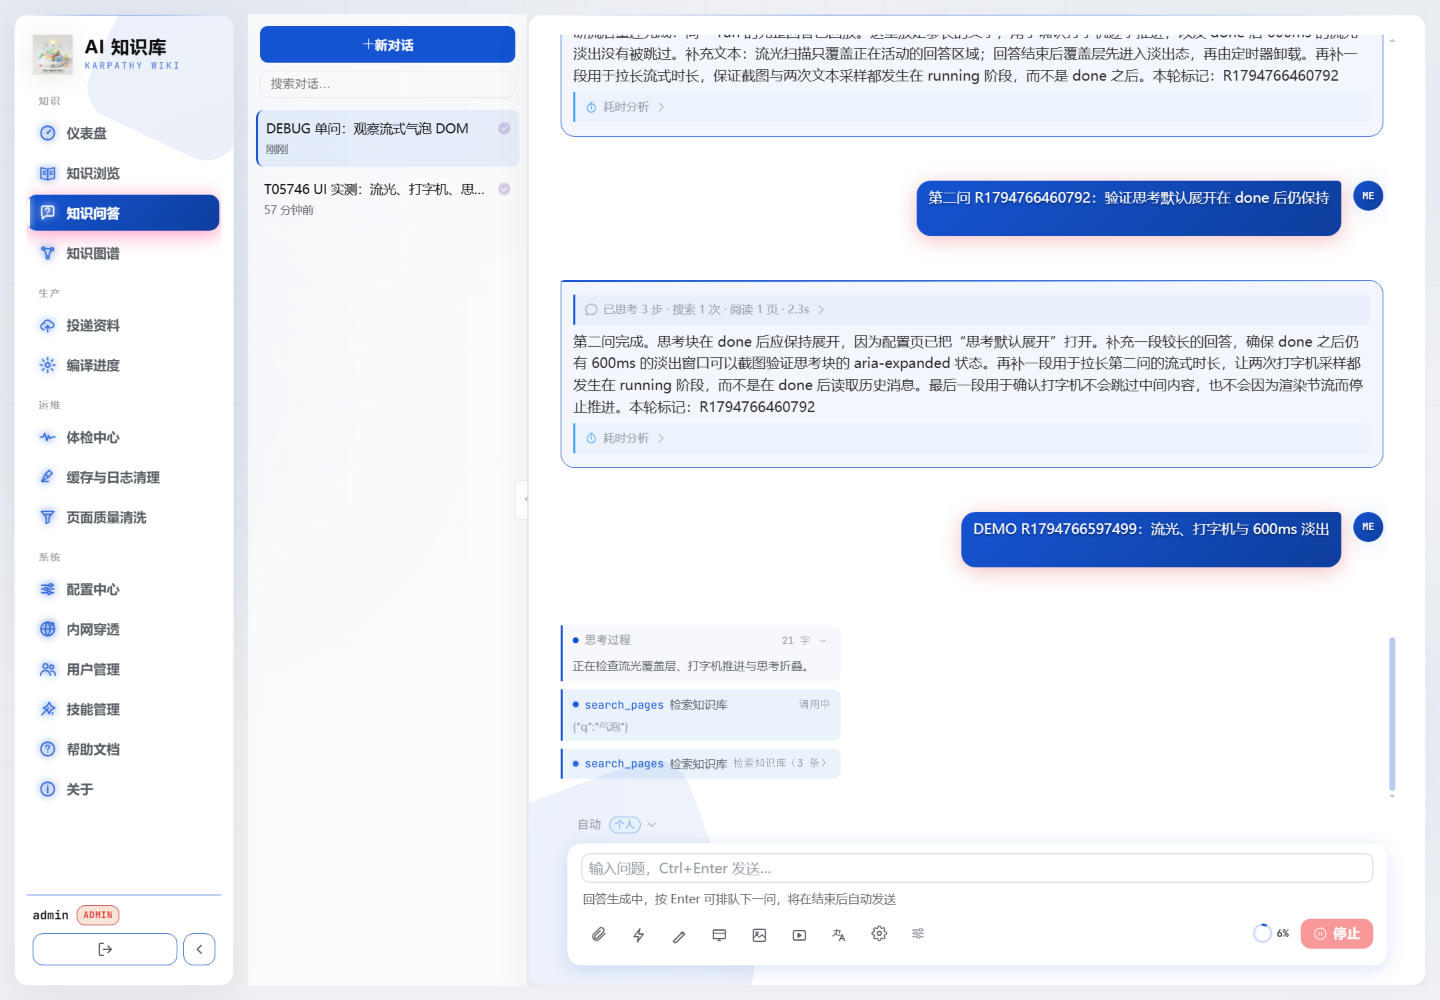 AI 知识库
KARPATHY WIKI
知识
仪表盘
知识浏览
知识问答
知识图谱
生产
投递资料
编译进度
运维
体检中心
缓存与日志清理
页面质量清洗
系统
配置中心
内网穿透
用户管理
技能管理
帮助文档
关于
admin ADMIN
+新对话
搜索对话...
DEBUG 单问：观察流式气泡 DOM
刚刚
T05746 UI 实测：流光、打字机、思...
57 分钟前
淡出没有被跳过。补充文本：流光扫描只覆盖正在活动的回答区域；回答结束后覆盖层先进入淡出态，再由定时器卸载。再补一
段用于拉长流式时长，保证截图与两次文本采样都发生在 running 阶段，而不是 done 之后。本轮标记：R1794766460792
耗时分析
第二问 R1794766460792：验证思考默认展开在 done 后仍保持
ME
已思考 3 步 · 搜索 1 次 · 阅读 1 页 · 2.3s
第二问完成。思考块在 done 后应保持展开，因为配置页已把“思考默认展开”打开。补充一段较长的回答，确保 done 之后仍
有 600ms 的淡出窗口可以截图验证思考块的 aria-expanded 状态。再补一段用于拉长第二问的流式时长，让两次打字机采样都
发生在 running 阶段，而不是在 done 后读取历史消息。最后一段用于确认打字机不会跳过中间内容，也不会因为渲染节流而停
止推进。本轮标记：R1794766460792
耗时分析
DEMO R1794766597499：流光、打字机与 600ms 淡出
ME
思考过程 21 字
正在检查流光覆盖层、打字机推进与思考折叠。
search_pages 检索知识库 调用中
{"q":"气泡"}
search_pages 检索知识库 检索知识库（3 条）
自动 个人
输入问题，Ctrl+Enter 发送...
回答生成中，按 Enter 可排队下一问，将在结束后自动发送
6% 停止